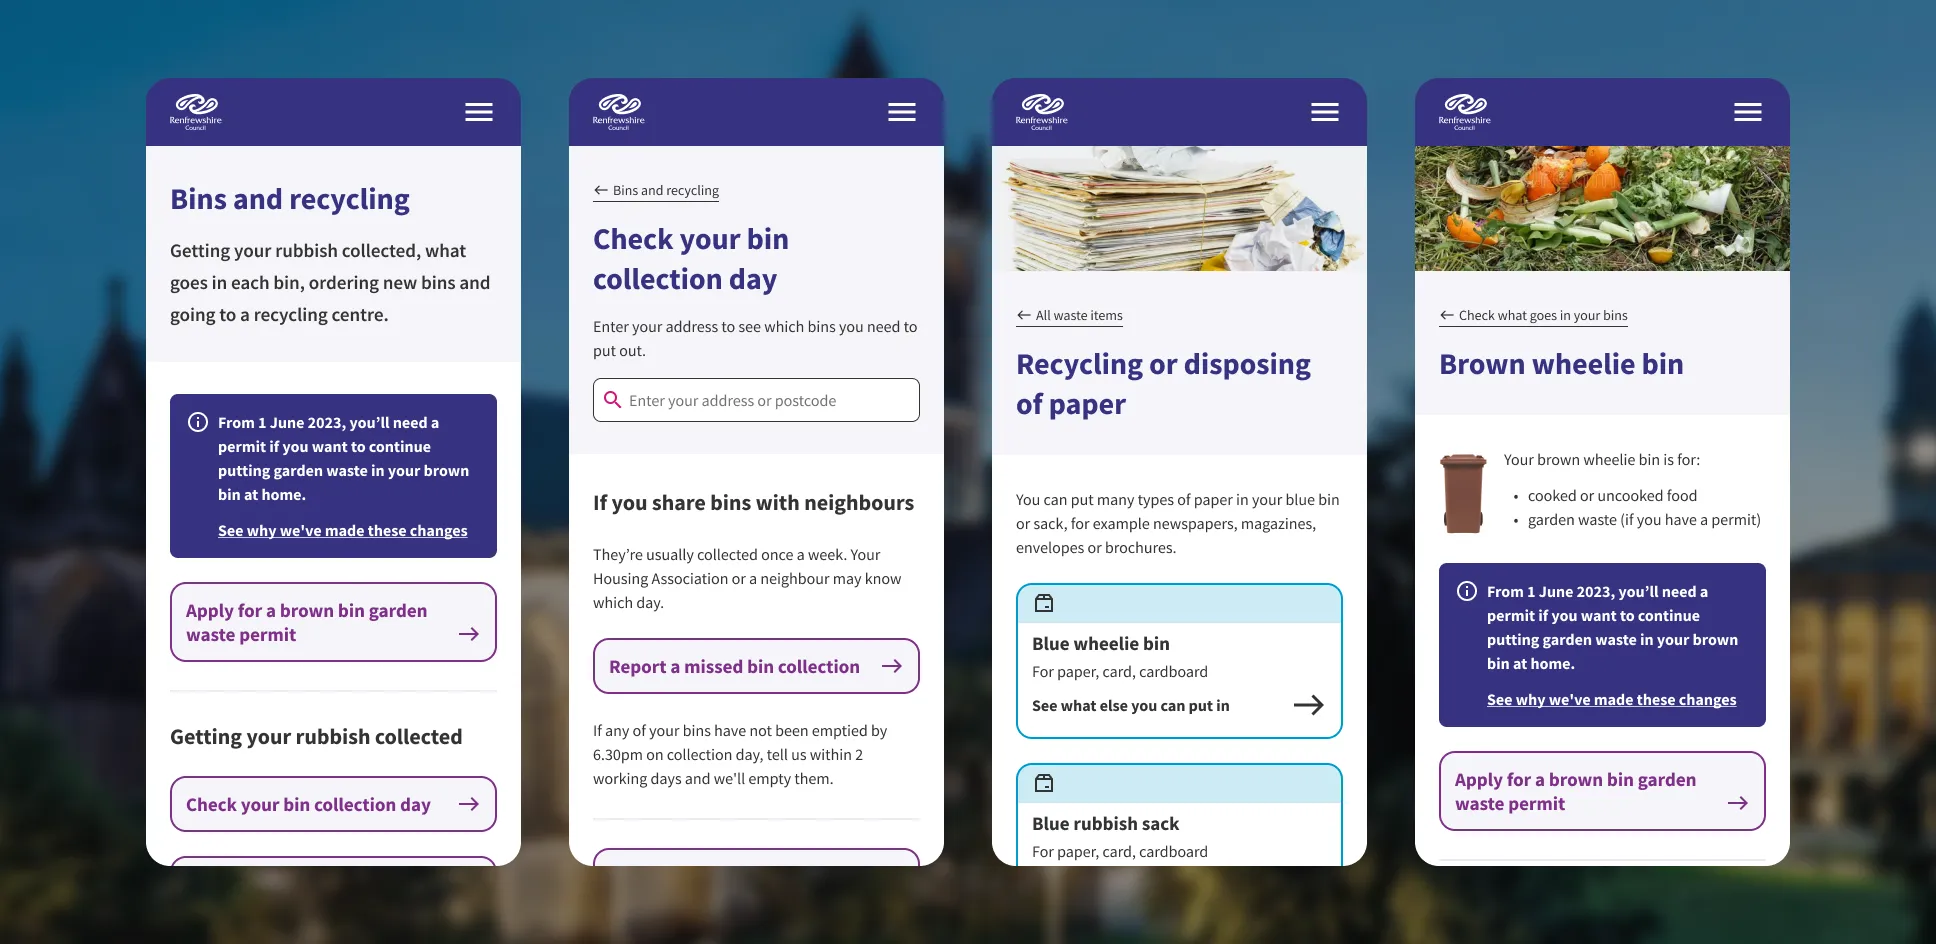 Renfrewshire
Council
Bins and recycling
Getting your rubbish collected, what
goes in each bin, ordering new bins and
going to a recycling centre.
From 1 June 2023, you’ll need a
permit if you want to continue
putting garden waste in your brown
bin at home.
See why we've made these changes
Apply for a brown bin garden
waste permit
Getting your rubbish collected
Check your bin collection day
Renfrewshire
Council
Bins and recycling
Check your bin
collection day
Enter your address to see which bins you need to
put out.
Enter your address or postcode
If you share bins with neighbours
They’re usually collected once a week. Your
Housing Association or a neighbour may know
which day.
Report a missed bin collection
If any of your bins have not been emptied by
6.30pm on collection day, tell us within 2
working days and we'll empty them.
Renfrewshire
Council
All waste items
Recycling or disposing
of paper
You can put many types of paper in your blue bin
or sack, for example newspapers, magazines,
envelopes or brochures.
Blue wheelie bin
For paper, card, cardboard
See what else you can put in
Blue rubbish sack
For paper, card, cardboard
Renfrewshire
Council
Check what goes in your bins
Brown wheelie bin
Your brown wheelie bin is for:
• cooked or uncooked food
• garden waste (if you have a permit)
From 1 June 2023, you’ll need a
permit if you want to continue
putting garden waste in your brown
bin at home.
See why we've made these changes
Apply for a brown bin garden
waste permit